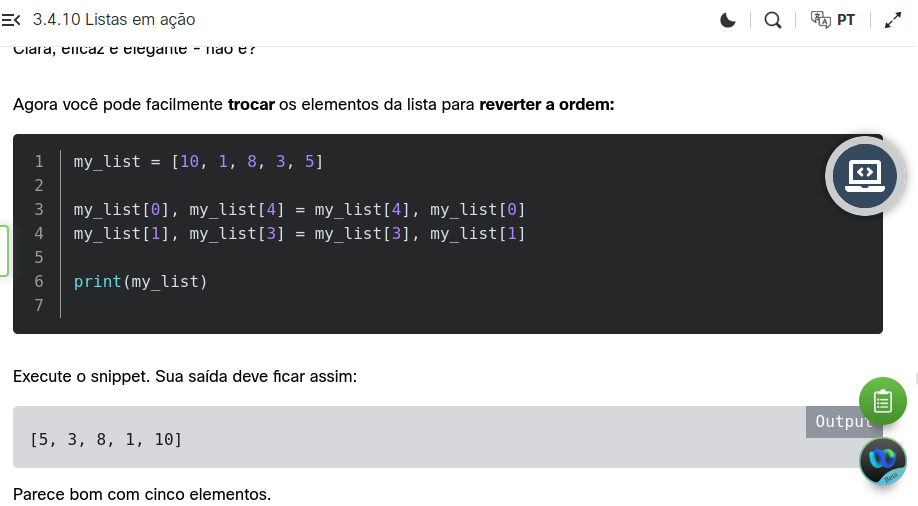 3.4.10 Listas em ação
PT
Clara, eficaz e elegante - não é?
Agora você pode facilmente trocar os elementos da lista para reverter a ordem:
1 my_list = [10, 1, 8, 3, 5]
2
3 my_list[0], my_list[4] = my_list[4], my_list[0]
4 my_list[1], my_list[3] = my_list[3], my_list[1]
5
6 print(my_list)
7
Execute o snippet. Sua saída deve ficar assim:
Output
[5, 3, 8, 1, 10]
Beta
Parece bom com cinco elementos.